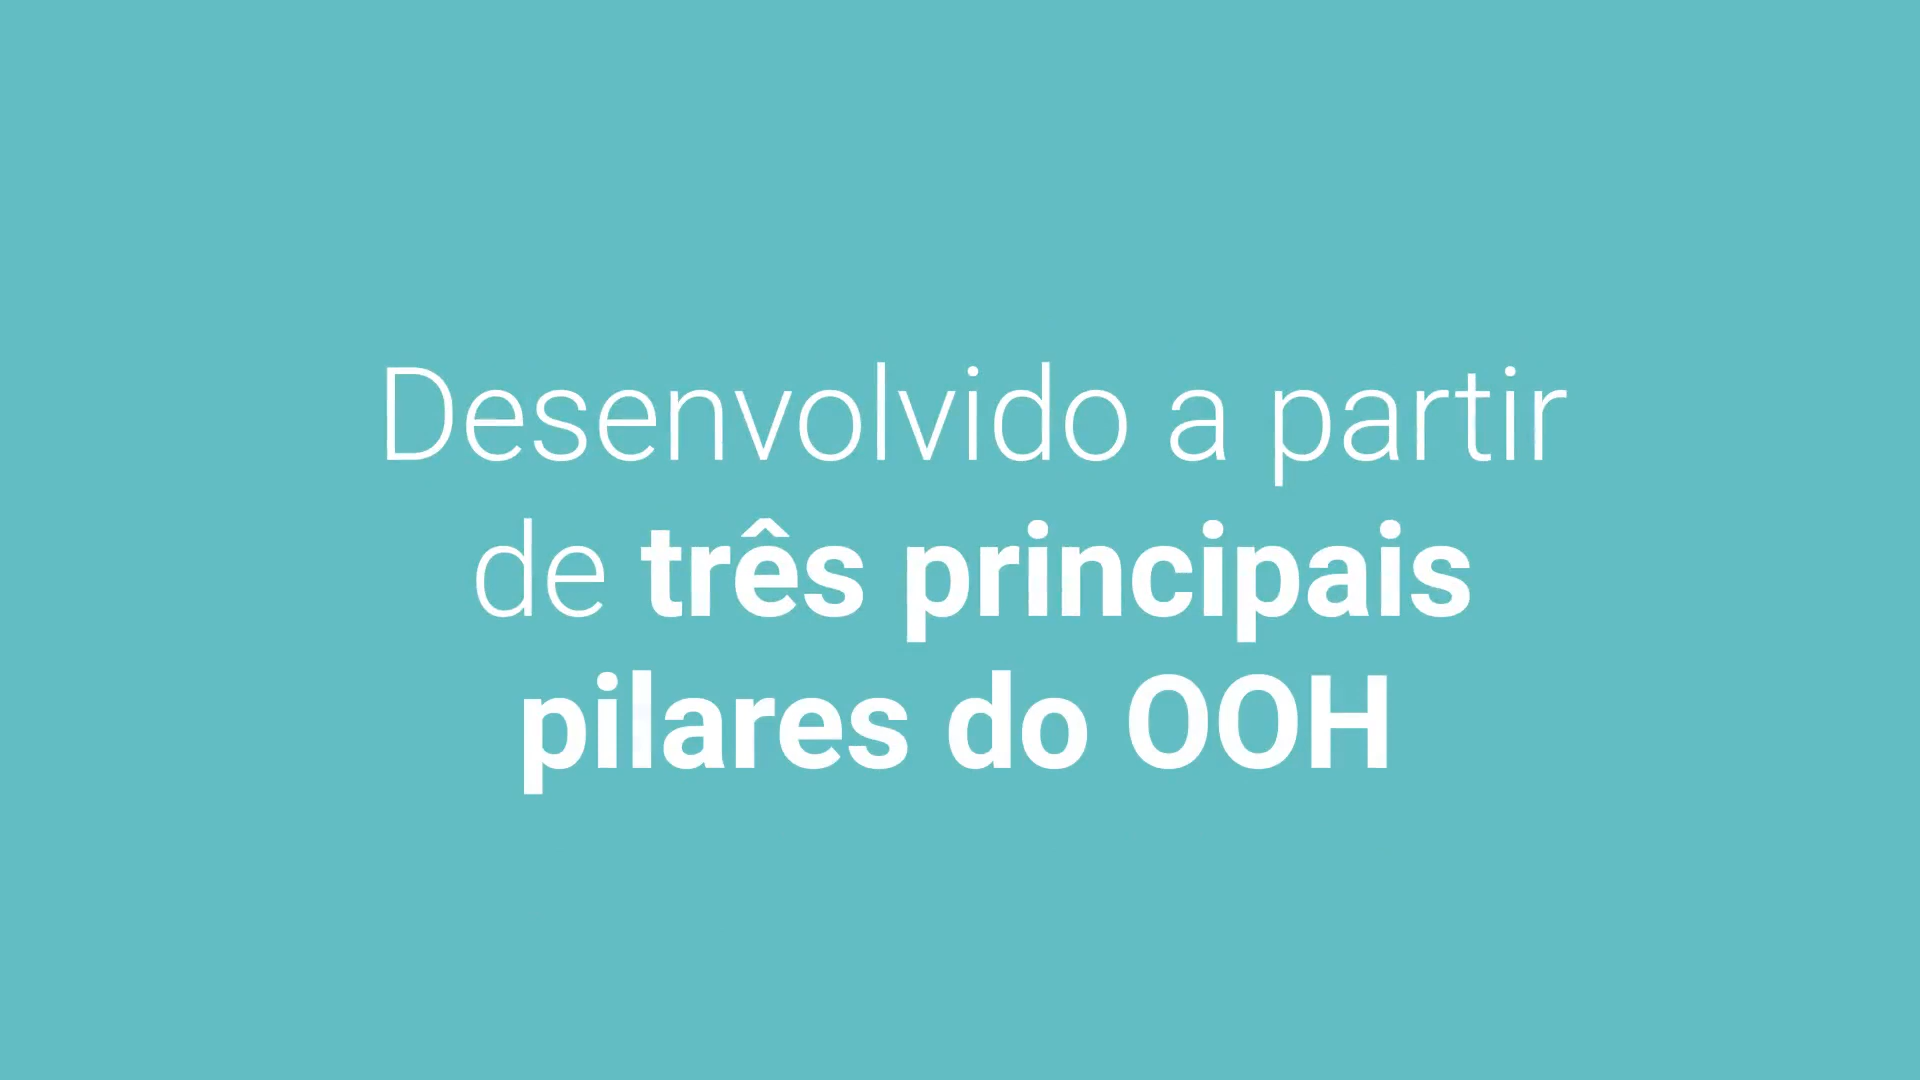 Desenvolvido a partir
de três principais
pilares do OOH